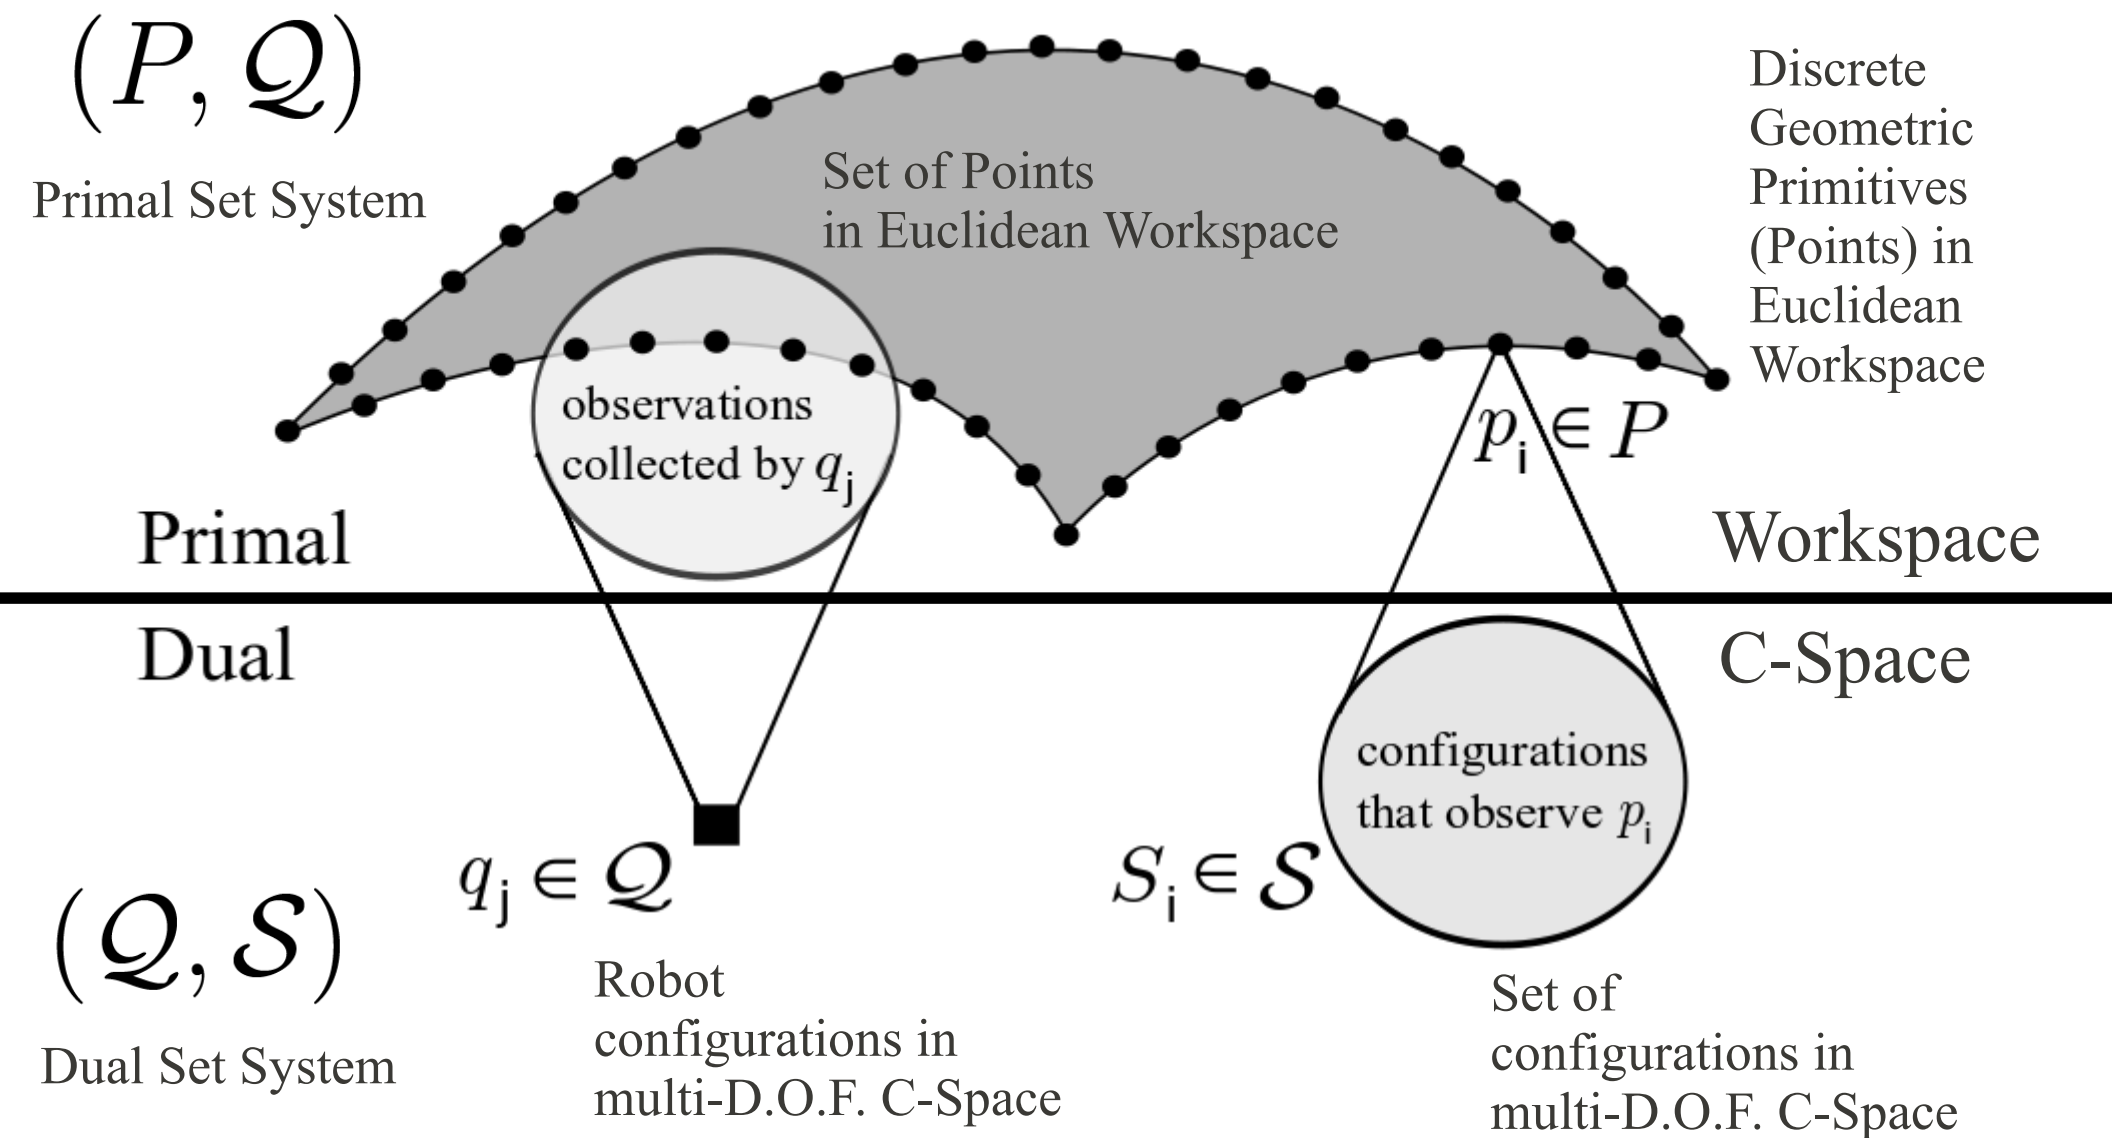 (P, 𝒬)
Primal Set System
Set of Points
in Euclidean Workspace
Discrete
Geometric
Primitives
(Points) in
Euclidean
Workspace
observations
collected by qj
pi ∈ P
Primal
Workspace
Dual
C-Space
configurations
that observe pi
qj ∈ 𝒬
Si ∈ 𝒮
(𝒬, 𝒮)
Dual Set System
Robot
configurations in
multi-D.O.F. C-Space
Set of
configurations in
multi-D.O.F. C-Space